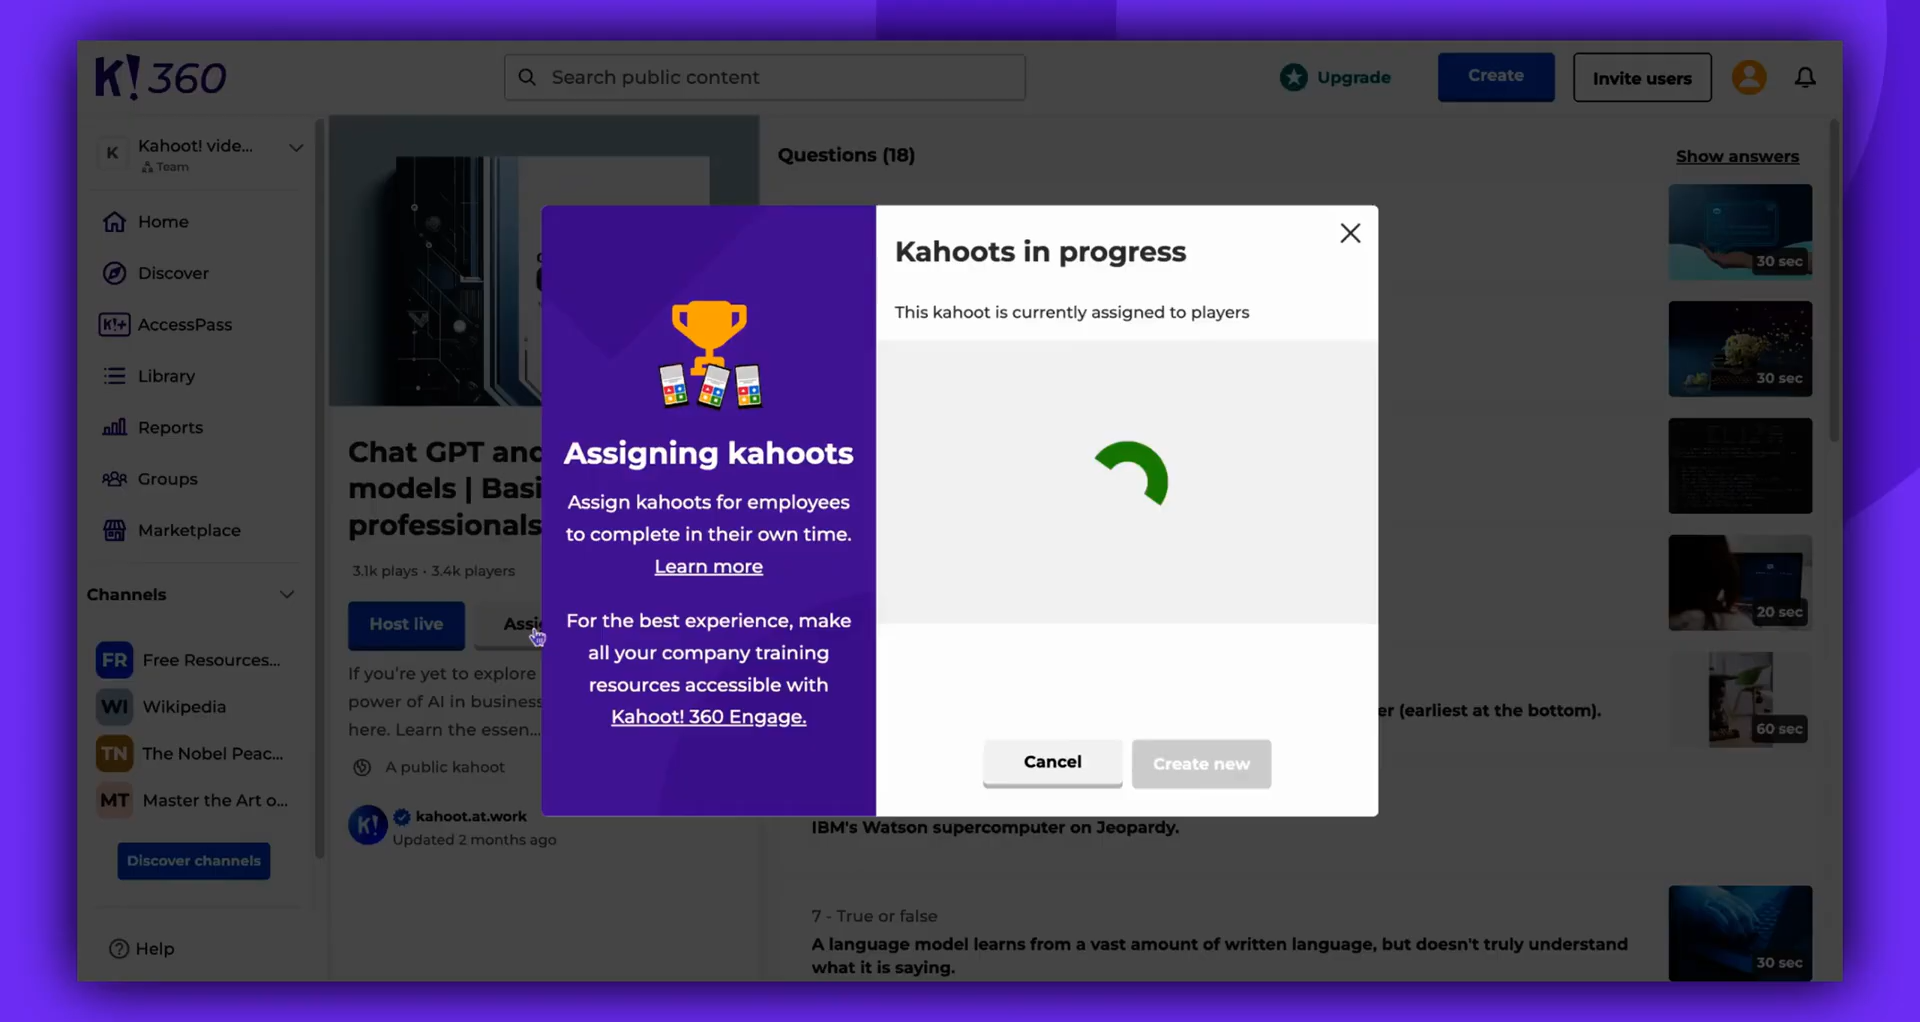 K! 360
Search public content
Upgrade
Create
Invite users
K
Kahoot! vide...
Team
Home
Discover
K!+ AccessPass
Library
Reports
Groups
Marketplace
Channels
FR Free Resources...
WI Wikipedia
TN The Nobel Peac...
MT Master the Art o...
Discover channels
Help
Chat GPT and
models | Basi
professionals
3.1k plays • 3.4k players
Host live
Assi
If you're yet to explore
power of AI in business
here. Learn the essen...
A public kahoot
K!
kahoot.at.work
Updated 2 months ago
Questions (18)
Show answers
30 sec
30 sec
20 sec
er (earliest at the bottom).
60 sec
IBM's Watson supercomputer on Jeopardy.
7 - True or false
A language model learns from a vast amount of written language, but doesn't truly understand
what it is saying.
30 sec
Assigning kahoots
Assign kahoots for employees
to complete in their own time.
Learn more
For the best experience, make
all your company training
resources accessible with
Kahoot! 360 Engage.
Kahoots in progress
This kahoot is currently assigned to players
Cancel
Create new